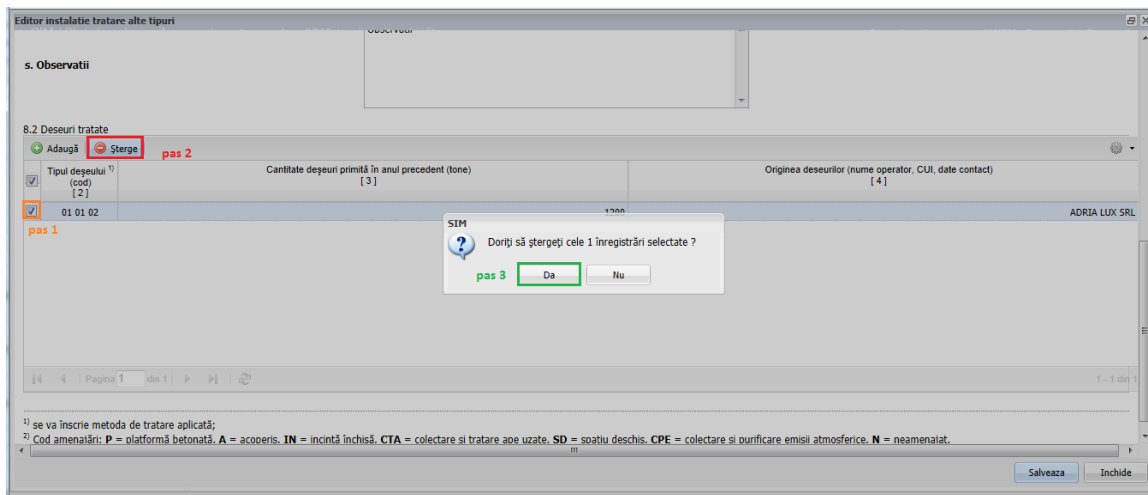 Editor instalatie tratare alte tipuri
Observatii
s. Observatii
8.2 Deseuri tratate
Adaugă Șterge pas 2
Tipul deșeului 1) (cod) [ 2 ]
Cantitate deșeuri primită în anul precedent (tone) [ 3 ]
Originea deseurilor (nume operator, CUI, date contact) [ 4 ]
01 01 02 1200 ADRIA LUX SRL
pas 1
SIM
Doriți să ștergeți cele 1 înregistrări selectate ?
pas 3 Da Nu
Pagina 1 din 1
1 - 1 din 1
1) se va înscrie metoda de tratare aplicată;
2) Cod amenajări: P = platformă betonată, A = acoperis, IN = incintă închisă, CTA = colectare si tratare ape uzate, SD = spatiu deschis, CPE = colectare si purificare emisii atmosferice, N = neamenajat.
Salveaza Inchide